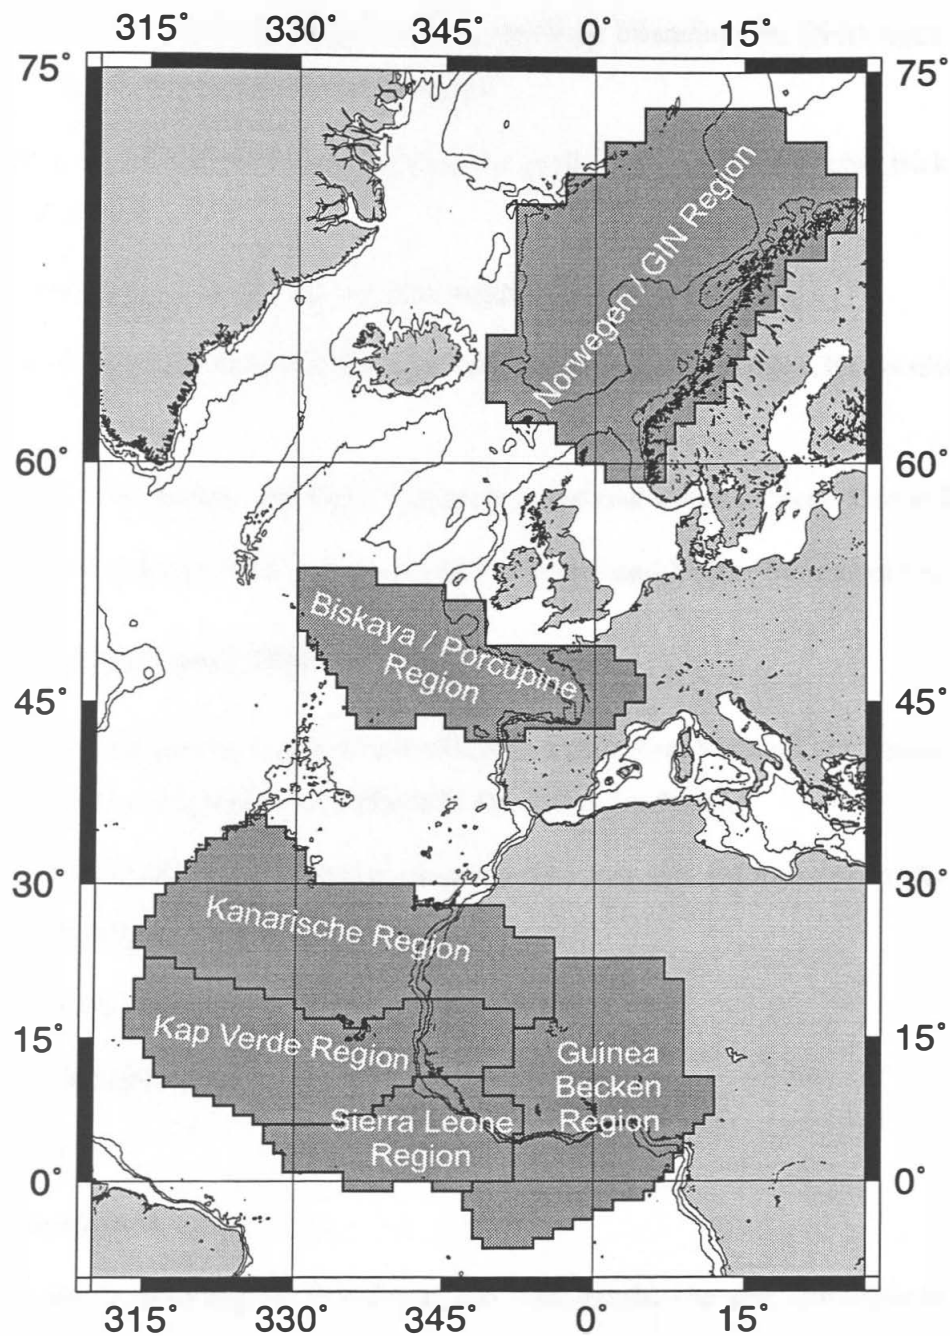 315° 330° 345° 0° 15°
75° 75°
Norwegen / GIN Region
60° 60°
Biskaya / Porcupine
Region
45° 45°
30° 30°
Kanarische Region
Kap Verde Region
15° 15°
Guinea
Becken
Region
Sierra Leone
Region
0° 0°
315° 330° 345° 0° 15°